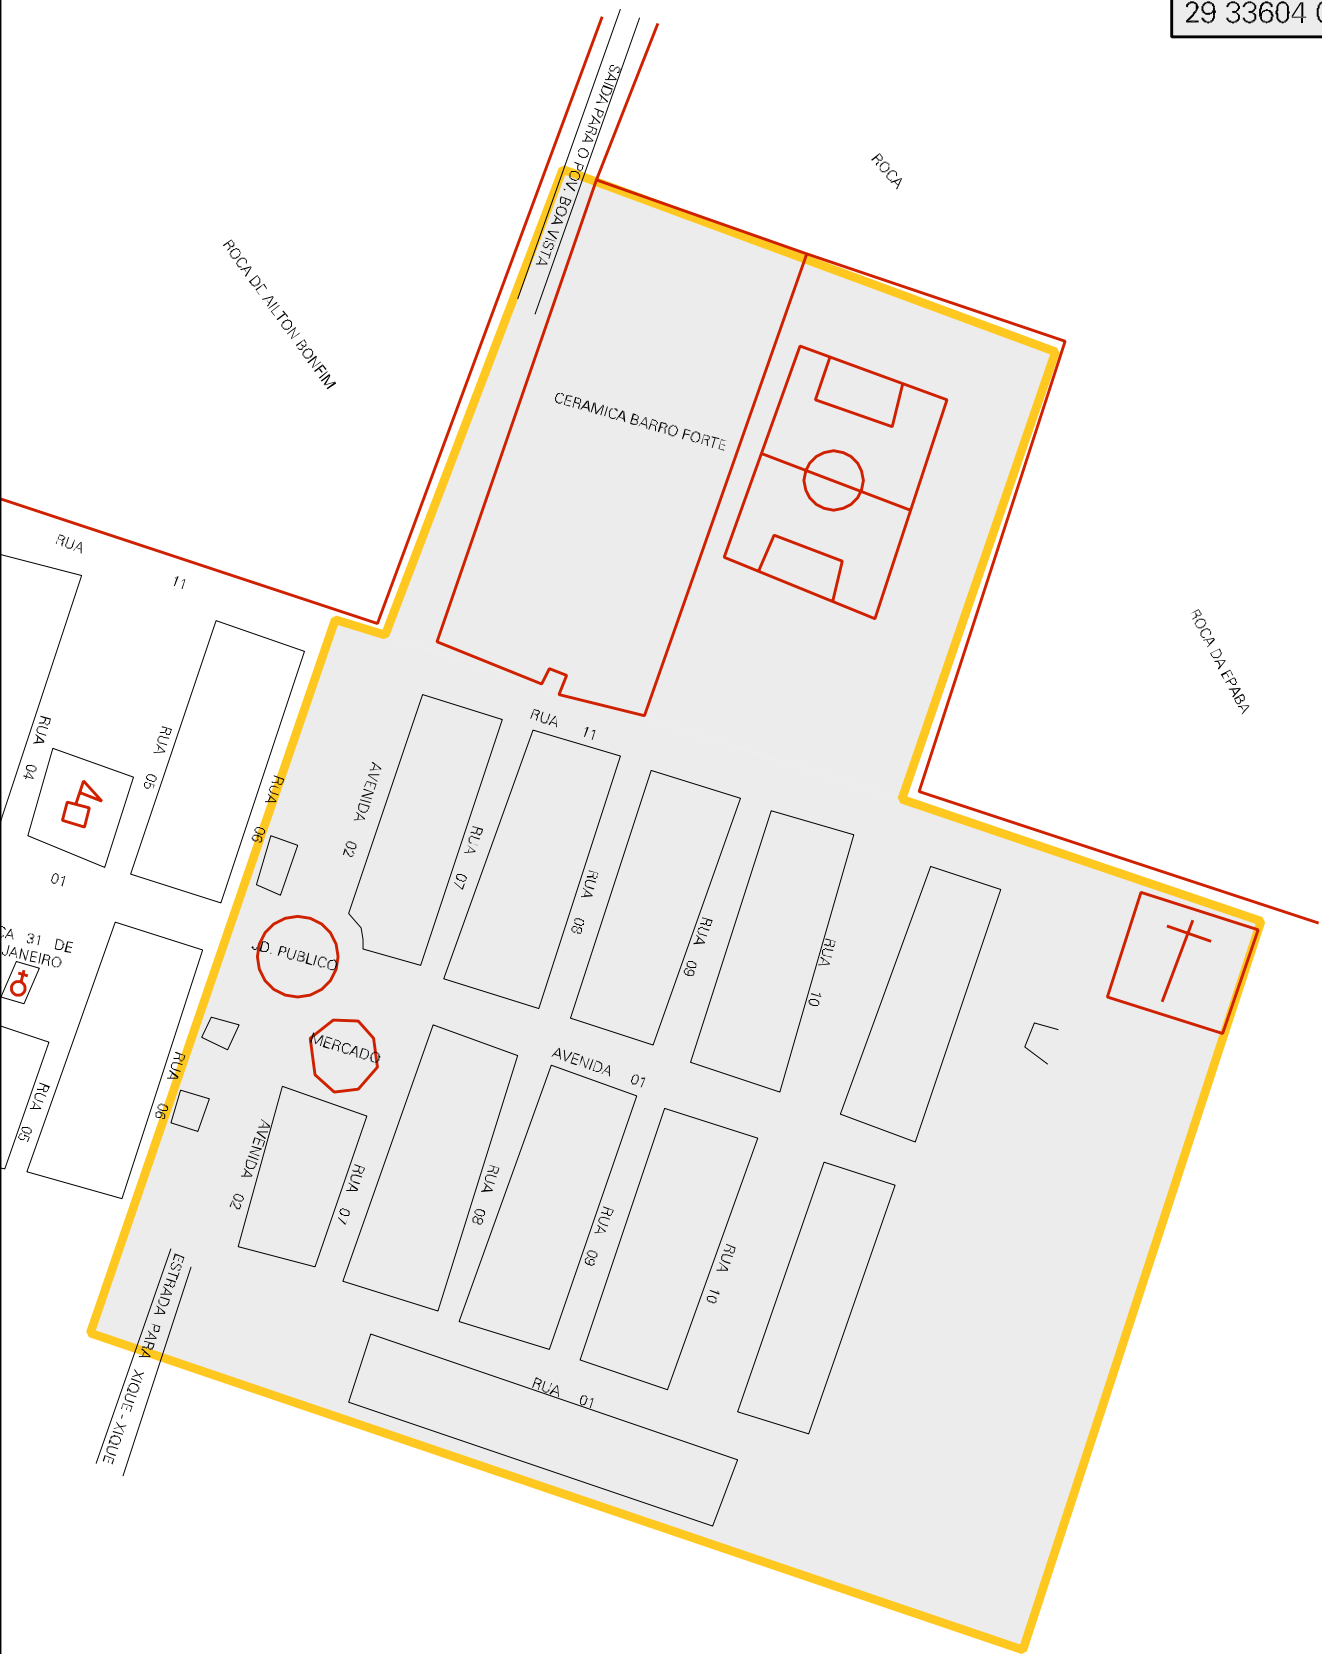 29 33604 0
SAIDA PARA O POV. BOA VISTA
ROCA
ROCA DE AILTON BONFIM
CERAMICA BARRO FORTE
RUA 11
ROCA DA EPABA
RUA 11
RUA 04
RUA 05
RUA 06
AVENIDA 02
RUA 07
RUA 08
RUA 09
RUA 10
01
CA 31 DE
JANEIRO
JD. PUBLICO
MERCADO
AVENIDA 01
RUA 05
RUA 06
AVENIDA 02
RUA 07
RUA 08
RUA 09
RUA 10
ESTRADA PARA XIQUE-XIQUE
RUA 01